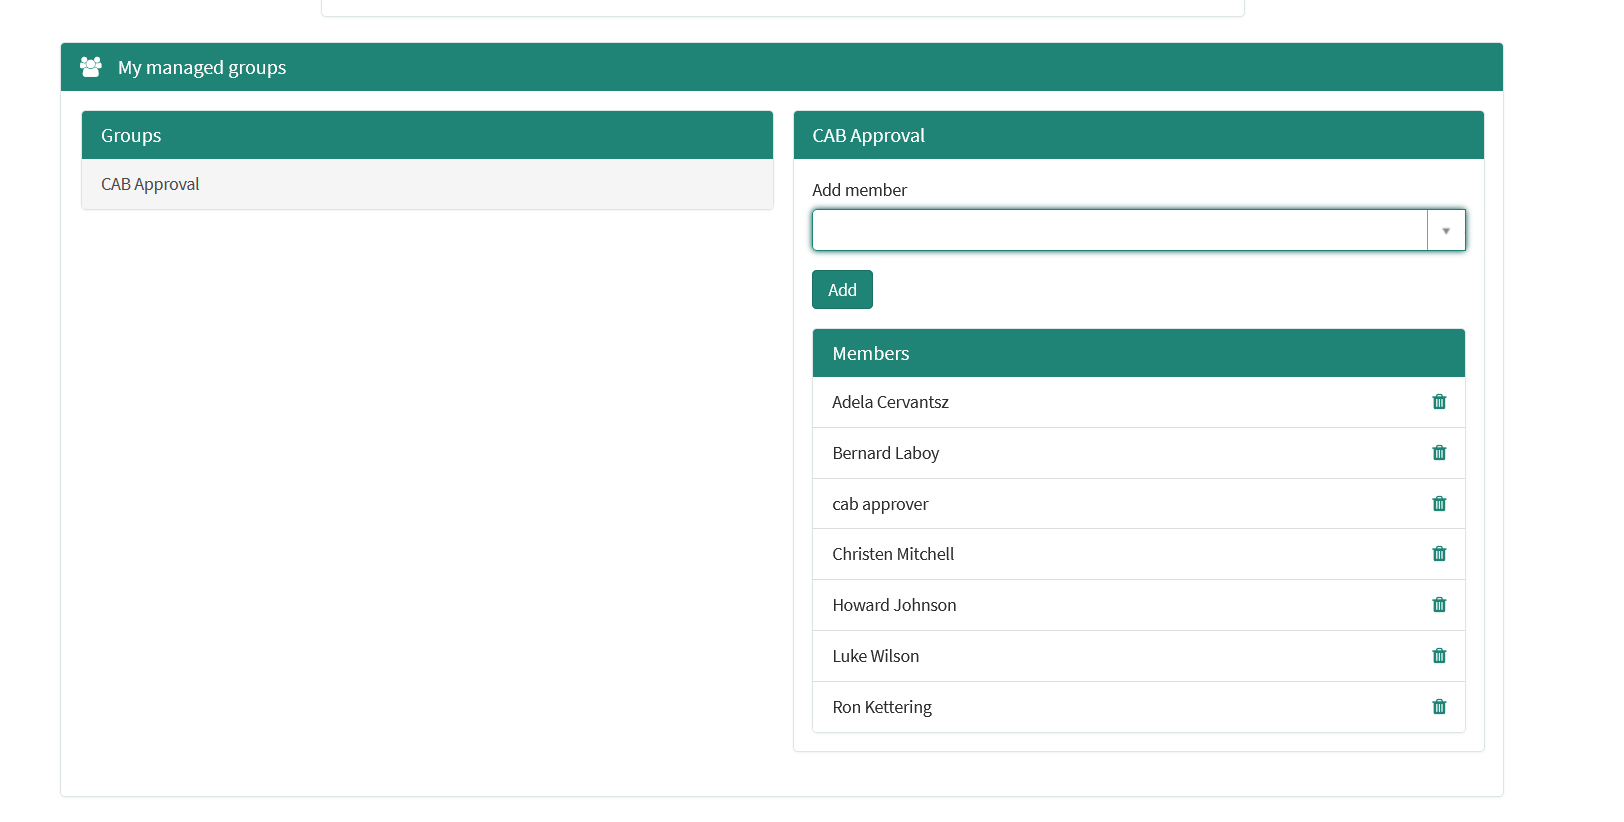 My managed groups
Groups
CAB Approval
CAB Approval
Add member
Add
Members
Adela Cervantsz
Bernard Laboy
cab approver
Christen Mitchell
Howard Johnson
Luke Wilson
Ron Kettering